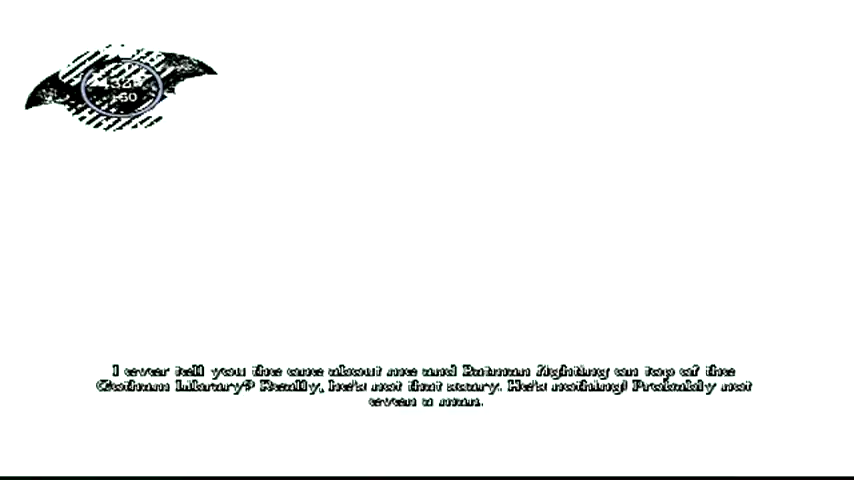 I ever tell you the one about me and Batman fighting on top of the
Gotham Library? Really, he's not that scary. He's nothing! Probably not
even a man.